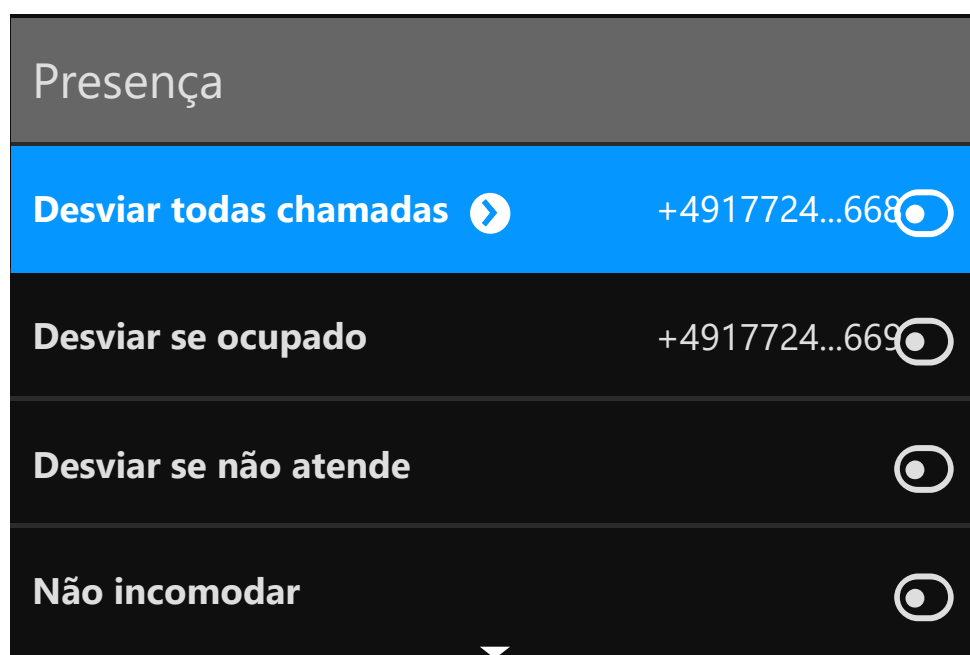 Presença
Desviar todas chamadas +4917724...668
Desviar se ocupado +4917724...669
Desviar se não atende
Não incomodar